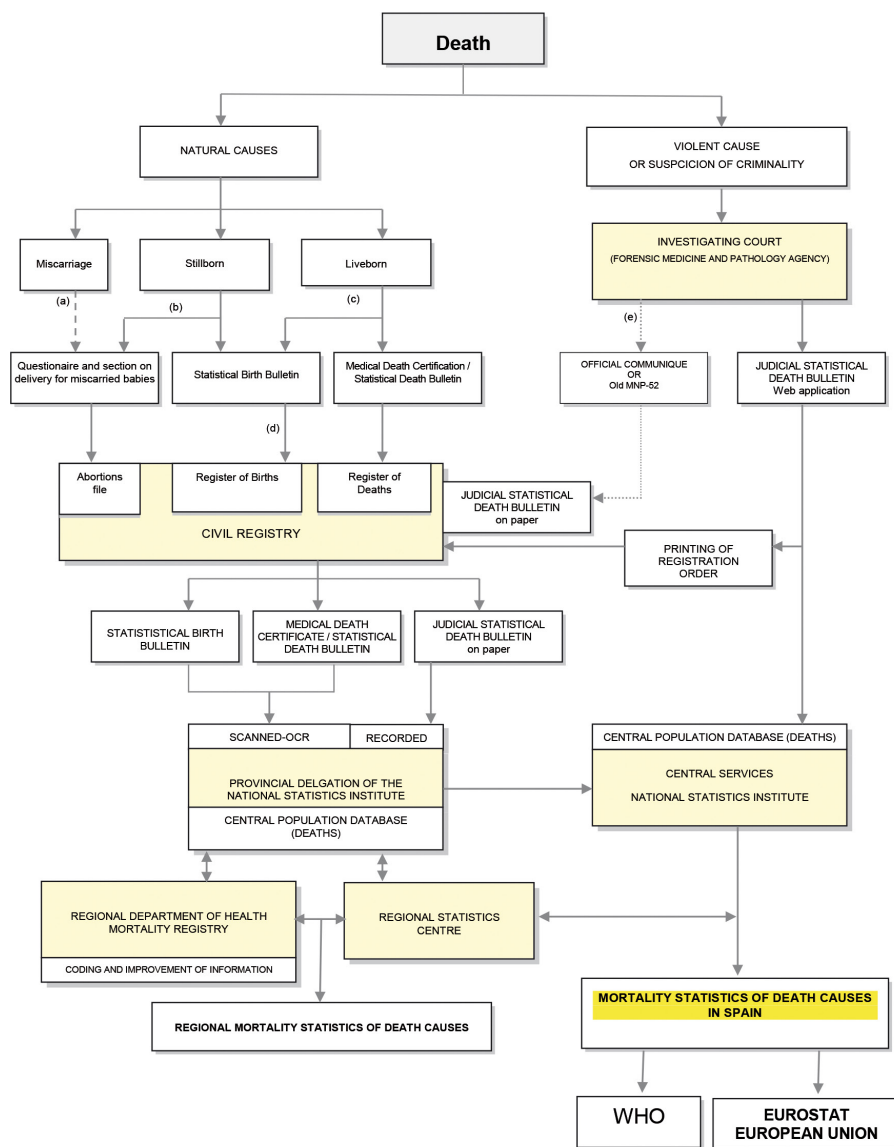 Death
NATURAL CAUSES
VIOLENT CAUSE
OR SUSPCICION OF CRIMINALITY
INVESTIGATING COURT
(FORENSIC MEDICINE AND PATHOLOGY AGENCY)
Miscarriage
Stillborn
Liveborn
(a)
(b)
(c)
(e)
Questionaire and section on
delivery for miscarried babies
Statistical Birth Bulletin
Medical Death Certification /
Statistical Death Bulletin
OFFICIAL COMMUNIQUE
OR
Old MNP-52
JUDICIAL STATISTICAL
DEATH BULLETIN
Web application
(d)
Abortions
file
Register of Births
Register of
Deaths
CIVIL REGISTRY
JUDICIAL STATISTICAL
DEATH BULLETIN
on paper
PRINTING OF
REGISTRATION
ORDER
STATISTISTICAL BIRTH
BULLETIN
MEDICAL DEATH
CERTIFICATE / STATISTICAL
DEATH BULLETIN
JUDICIAL STATISTICAL
DEATH BULLETIN
on paper
SCANNED-OCR
RECORDED
PROVINCIAL DELGATION OF THE
NATIONAL STATISTICS INSTITUTE
CENTRAL POPULATION DATABASE
(DEATHS)
CENTRAL POPULATION DATABASE (DEATHS)
CENTRAL SERVICES
NATIONAL STATISTICS INSTITUTE
REGIONAL DEPARTMENT OF HEALTH
MORTALITY REGISTRY
CODING AND IMPROVEMENT OF INFORMATION
REGIONAL STATISTICS
CENTRE
REGIONAL MORTALITY STATISTICS OF DEATH CAUSES
MORTALITY STATISTICS OF DEATH CAUSES
IN SPAIN
WHO
EUROSTAT
EUROPEAN UNION